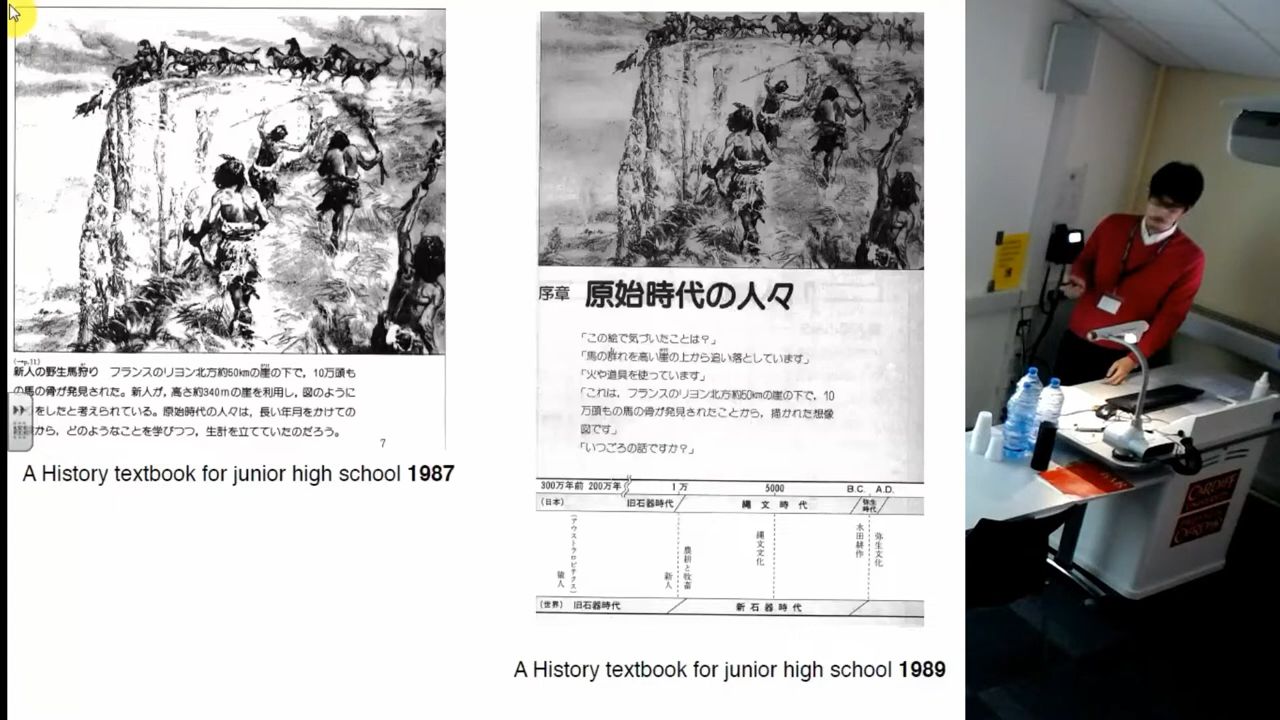 (→p.11)
新人の野生馬狩り　フランスのリヨン北方約50kmの崖の下で，10万頭も
の馬の骨が発見された。新人が，高さ約340mの崖を利用し，図のように
をしたと考えられている。原始時代の人々は，長い年月をかけての
から，どのようなことを学びつつ，生計を立てていたのだろう。
7
A History textbook for junior high school 1987
序章　原始時代の人々
「この絵で気づいたことは？」
「馬の群れを高い崖の上から追い落としています」
「火や道具を使っています」
「これは，フランスのリヨン北方約50kmの崖の下で，10
万頭もの馬の骨が発見されたことから，描かれた想像
図です」
「いつごろの話ですか？」
300万年前 200万年 1万 5000 B.C. A.D.
(日本) 旧石器時代 縄文時代 弥生時代
猿人
(アウストラロピテクス)
新人
農耕と牧畜
縄文文化
水田耕作
弥生文化
(世界) 旧石器時代 新石器時代
A History textbook for junior high school 1989
CARDIFF
UNIVERSITY
PRIFYSGOL
CAERDYDD